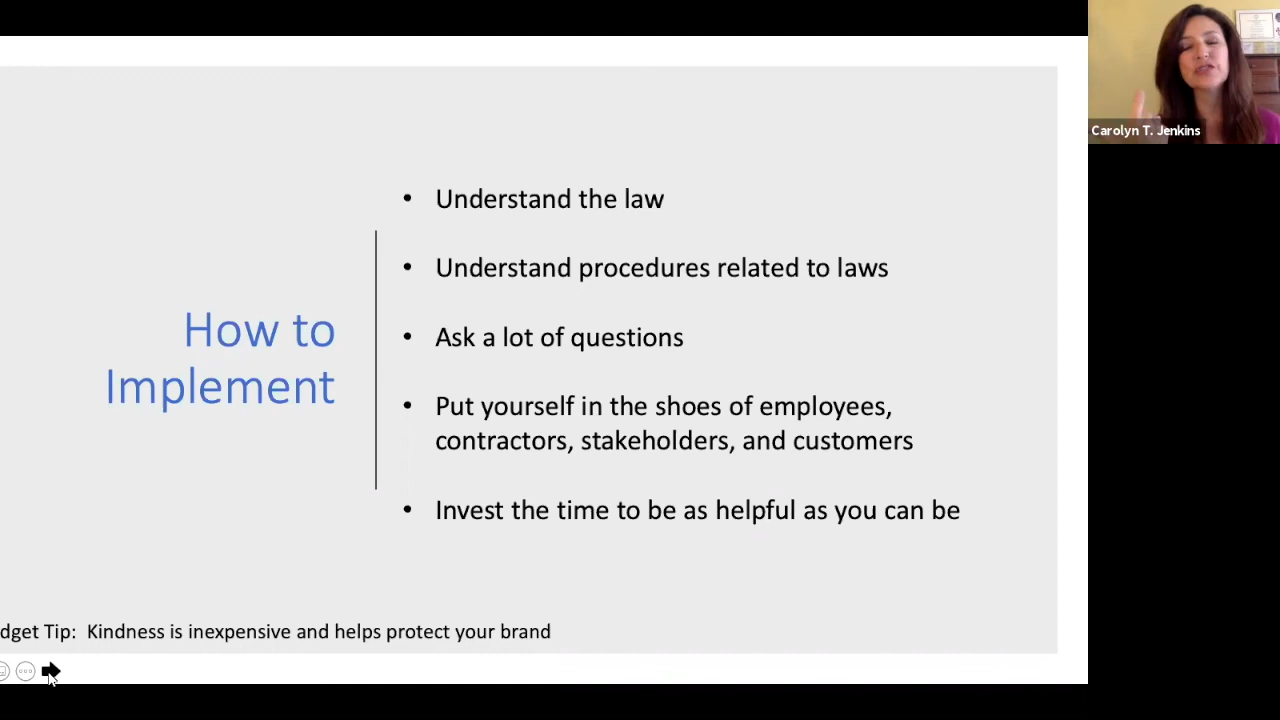 Carolyn T. Jenkins
How to
Implement
• Understand the law
• Understand procedures related to laws
• Ask a lot of questions
• Put yourself in the shoes of employees,
contractors, stakeholders, and customers
• Invest the time to be as helpful as you can be
dget Tip: Kindness is inexpensive and helps protect your brand